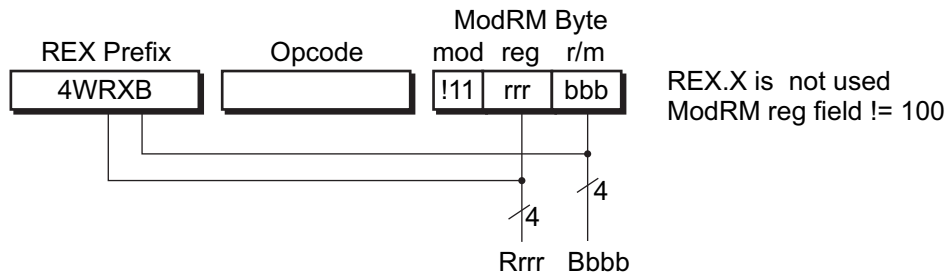 ModRM Byte
REX Prefix Opcode mod reg r/m
4WRXB !11 rrr bbb
REX.X is not used
ModRM reg field != 100
4
4
Rrrr Bbbb